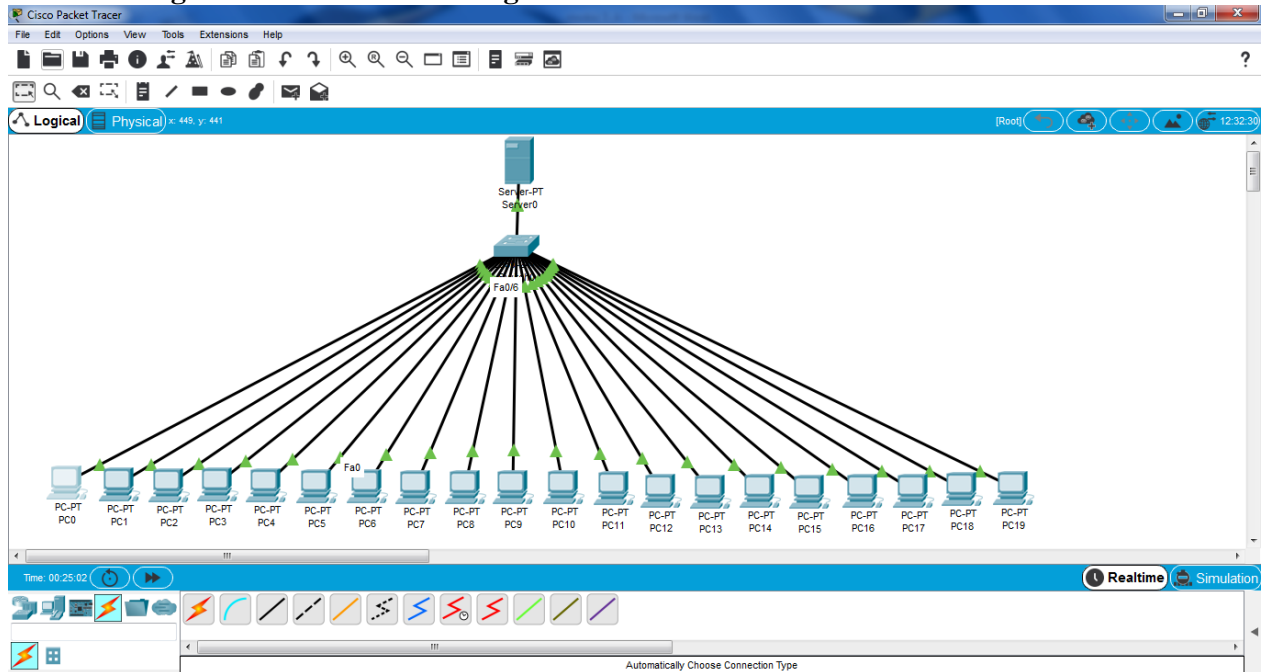 Cisco Packet Tracer
File Edit Options View Tools Extensions Help
?
Logical Physical x: 449, y: 441 [Root] 12:32:30
Server-PT
Server0
Fa0/6
Fa0
PC-PT PC-PT PC-PT PC-PT PC-PT PC-PT PC-PT PC-PT PC-PT PC-PT PC-PT PC-PT PC-PT PC-PT PC-PT PC-PT PC-PT PC-PT PC-PT PC-PT
PC0 PC1 PC2 PC3 PC4 PC5 PC6 PC7 PC8 PC9 PC10 PC11 PC12 PC13 PC14 PC15 PC16 PC17 PC18 PC19
Time: 00:25:02 Realtime Simulation
Automatically Choose Connection Type